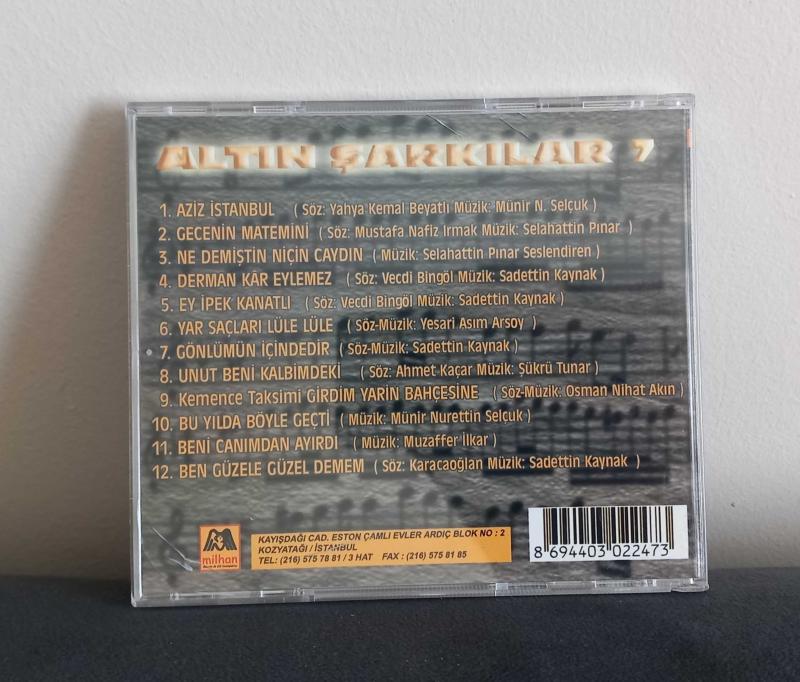 ALTIN ŞARKILAR 7
1. AZİZ İSTANBUL ( Söz: Yahya Kemal Beyatlı Müzik: Münir N. Selçuk )
2. GECENİN MATEMİNİ ( Söz: Mustafa Nafiz Irmak Müzik: Selahattin Pınar )
3. NE DEMİŞTİN NİÇİN CAYDIN ( Müzik: Selahattin Pınar Seslendiren )
4. DERMAN KÂR EYLEMEZ ( Söz: Vecdi Bingöl Müzik: Sadettin Kaynak )
5. EY İPEK KANATLI ( Söz: Vecdi Bingöl Müzik: Sadettin Kaynak )
6. YAR SAÇLARI LÜLE LÜLE ( Söz-Müzik: Yesari Asım Arsoy )
7. GÖNLÜMÜN İÇİNDEDİR ( Söz-Müzik: Sadettin Kaynak )
8. UNUT BENİ KALBİMDEKİ ( Söz: Ahmet Kaçar Müzik: Şükrü Tunar )
9. Kemence Taksimi GİRDİM YARİN BAHÇESİNE ( Söz-Müzik: Osman Nihat Akın )
10. BU YILDA BÖYLE GEÇTİ ( Müzik: Münir Nurettin Selçuk )
11. BENİ CANIMDAN AYIRDI ( Müzik: Muzaffer İlkar )
12. BEN GÜZELE GÜZEL DEMEM ( Söz: Karacaoğlan Müzik: Sadettin Kaynak )
milhan
KAYIŞDAĞI CAD. ESTON ÇAMLI EVLER ARDIÇ BLOK NO : 2
KOZYATAĞI / İSTANBUL
TEL: (216) 575 78 81 / 3 HAT FAX : (216) 575 81 85
8 694403 022473